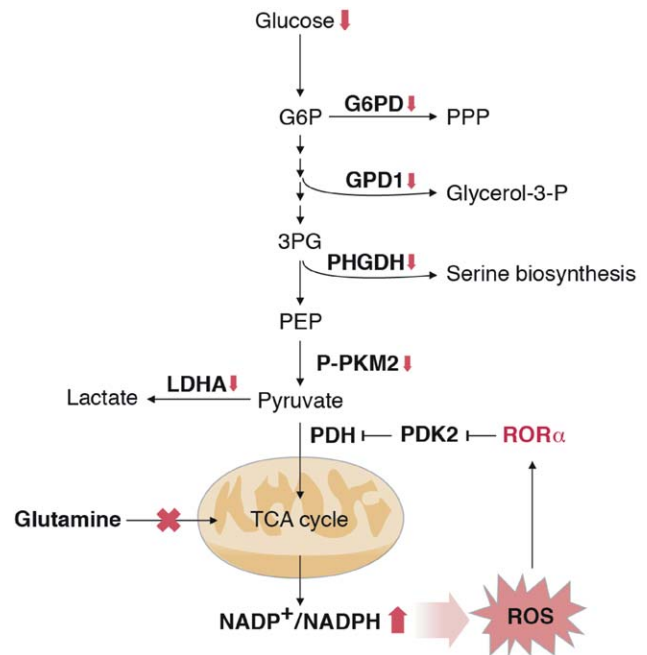 Glucose
G6P
G6PD
PPP
GPD1
Glycerol-3-P
3PG
PHGDH
Serine biosynthesis
PEP
P-PKM2
Lactate
LDHA
Pyruvate
PDH
PDK2
RORα
Glutamine
TCA cycle
NADP⁺/NADPH
ROS